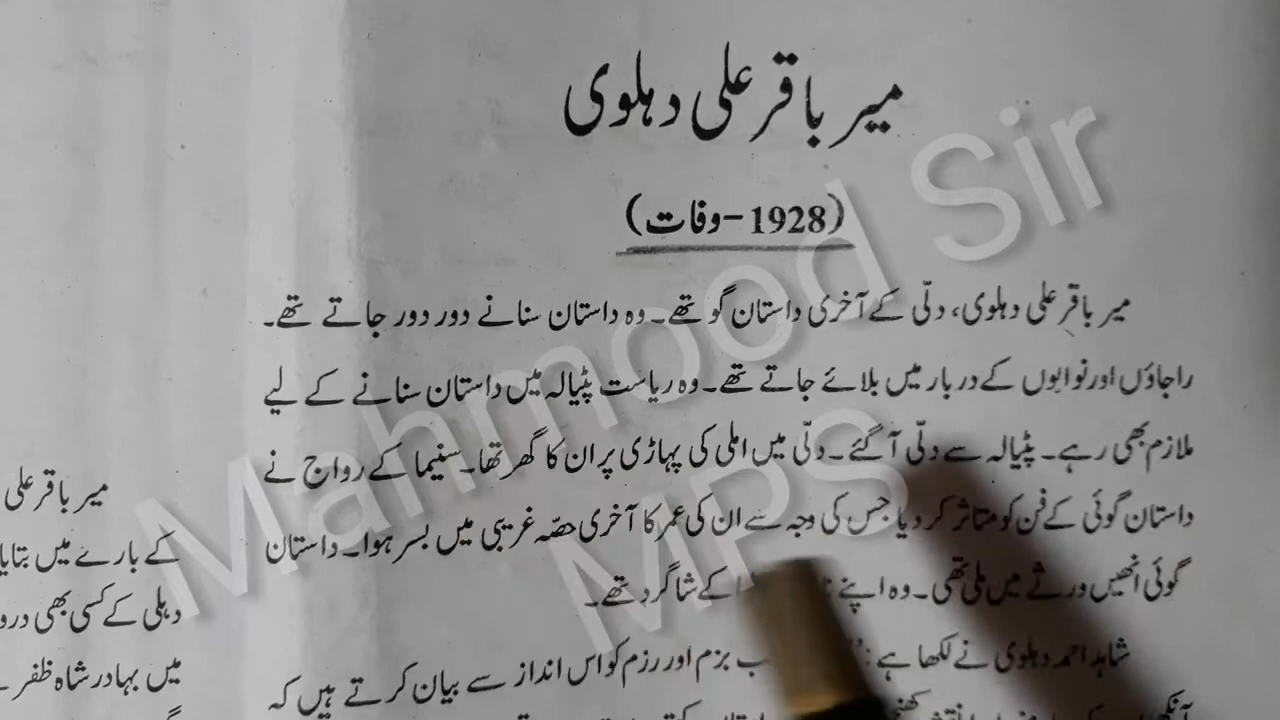 میر باقر علی دہلوی
(1928-وفات)
میر باقر علی دہلوی، دلّی کے آخری داستان گو تھے۔ وہ داستان سنانے دور دور جاتے تھے۔
راجاؤں اور نوابوں کے دربار میں بلائے جاتے تھے۔ وہ ریاست پٹیالہ میں داستان سنانے کے لیے
ملازم بھی رہے۔ پٹیالہ سے دلّی آ گئے۔ دلّی میں املی کی پہاڑی پر ان کا گھر تھا۔ سنیما کے رواج نے
داستان گوئی کے فن کو متاثر کر دیا جس کی وجہ سے ان کی عمر کا آخری حصّہ غریبی میں بسر ہوا۔ داستان
گوئی انھیں ورثے میں ملی تھی۔ وہ اپنے کے شاگرد تھے۔
شاہد احمد دہلوی نے لکھا ہے : بزم اور رزم کو اس انداز سے بیان کرتے ہیں کہ
میر باقر علی
کے بارے میں بتایا
دہلی کے کسی بھی
میں بہادر شاہ ظفر
Mahmood Sir
MPS